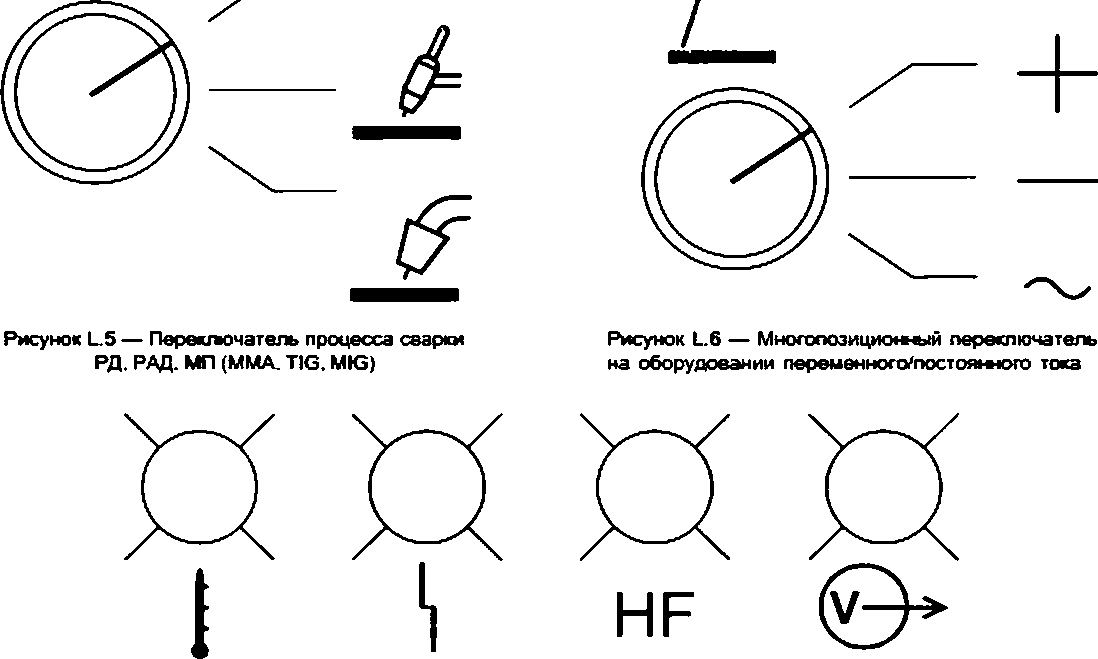 Рисунок L.5 — Переключатель процесса сварки
РД, РАД, МП (MMA, TIG, MIG)
Рисунок L.6 — Многопозиционный переключатель
на оборудовании переменного/постоянного тока
HF
V